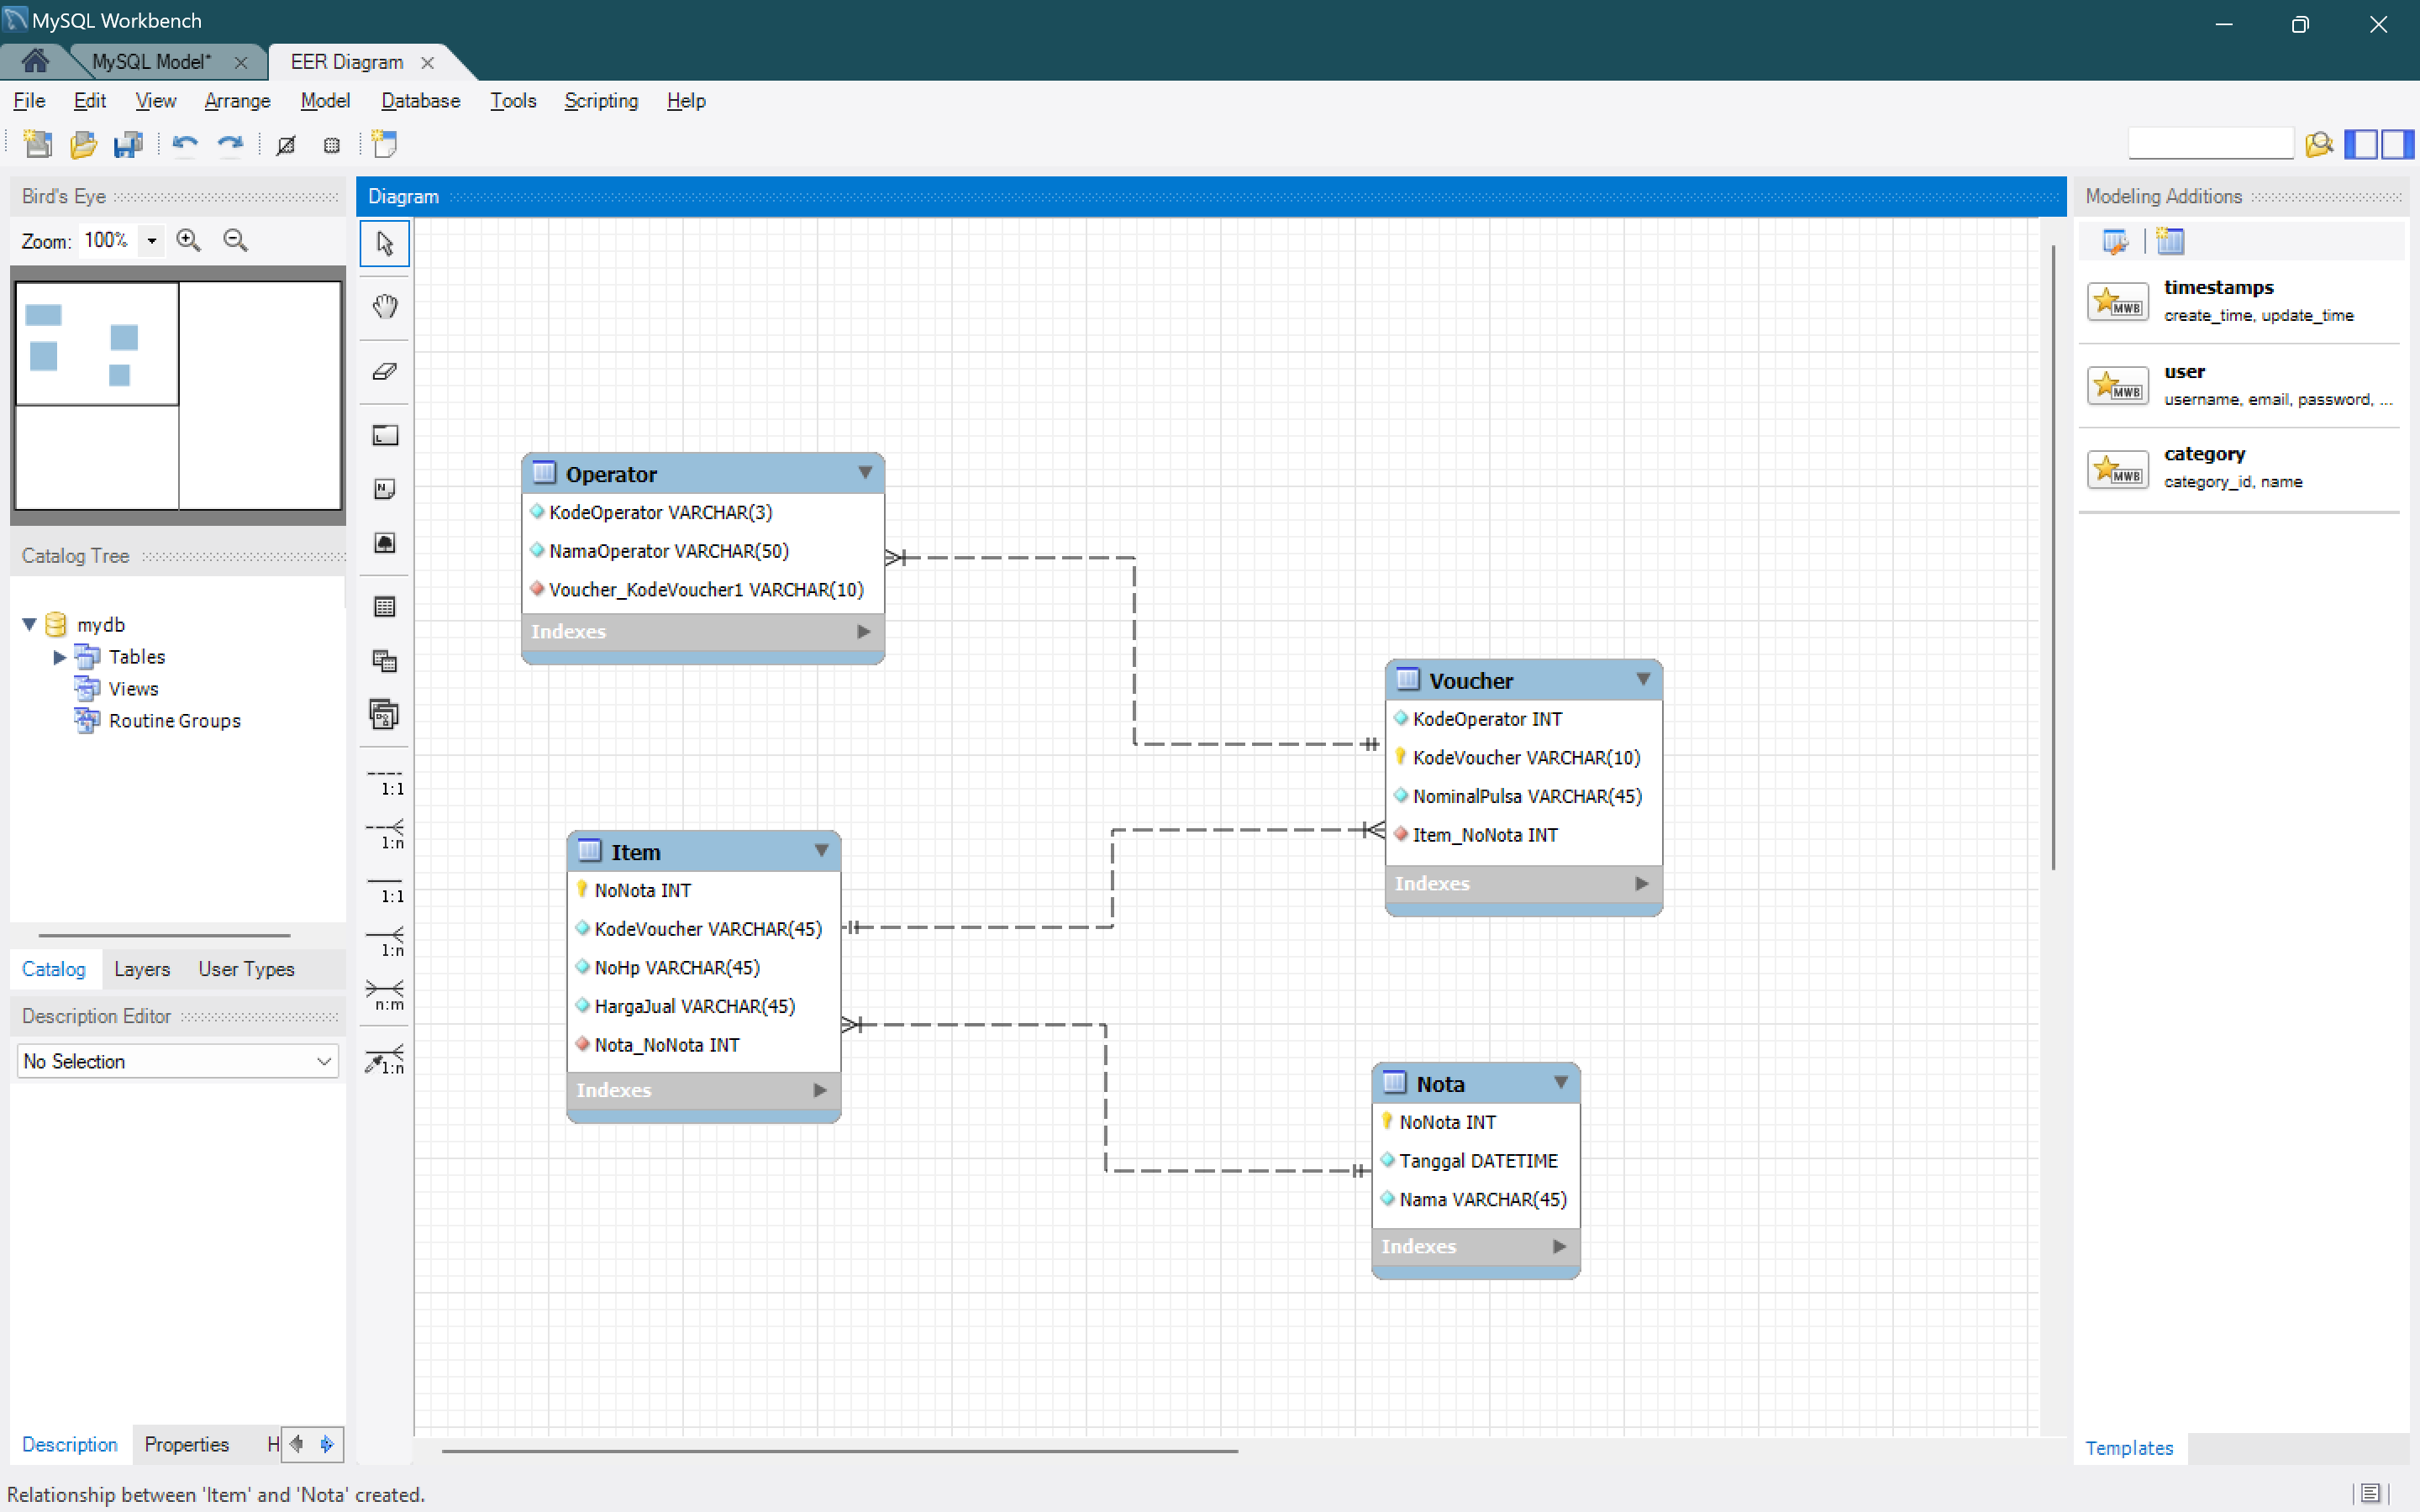 MySQL Workbench
MySQL Model*
EER Diagram
File Edit View Arrange Model Database Tools Scripting Help
Bird's Eye
Zoom: 100%
Catalog Tree
mydb
Tables
Views
Routine Groups
Catalog Layers User Types
Description Editor
No Selection
Description Properties H
Diagram
L
N
1:1
1:n
1:1
1:n
n:m
1:n
Operator
KodeOperator VARCHAR(3)
NamaOperator VARCHAR(50)
Voucher_KodeVoucher1 VARCHAR(10)
Indexes
Voucher
KodeOperator INT
KodeVoucher VARCHAR(10)
NominalPulsa VARCHAR(45)
Item_NoNota INT
Indexes
Item
NoNota INT
KodeVoucher VARCHAR(45)
NoHp VARCHAR(45)
HargaJual VARCHAR(45)
Nota_NoNota INT
Indexes
Nota
NoNota INT
Tanggal DATETIME
Nama VARCHAR(45)
Indexes
Modeling Additions
MWB
timestamps
create_time, update_time
MWB
user
username, email, password, ...
MWB
category
category_id, name
Templates
Relationship between 'Item' and 'Nota' created.